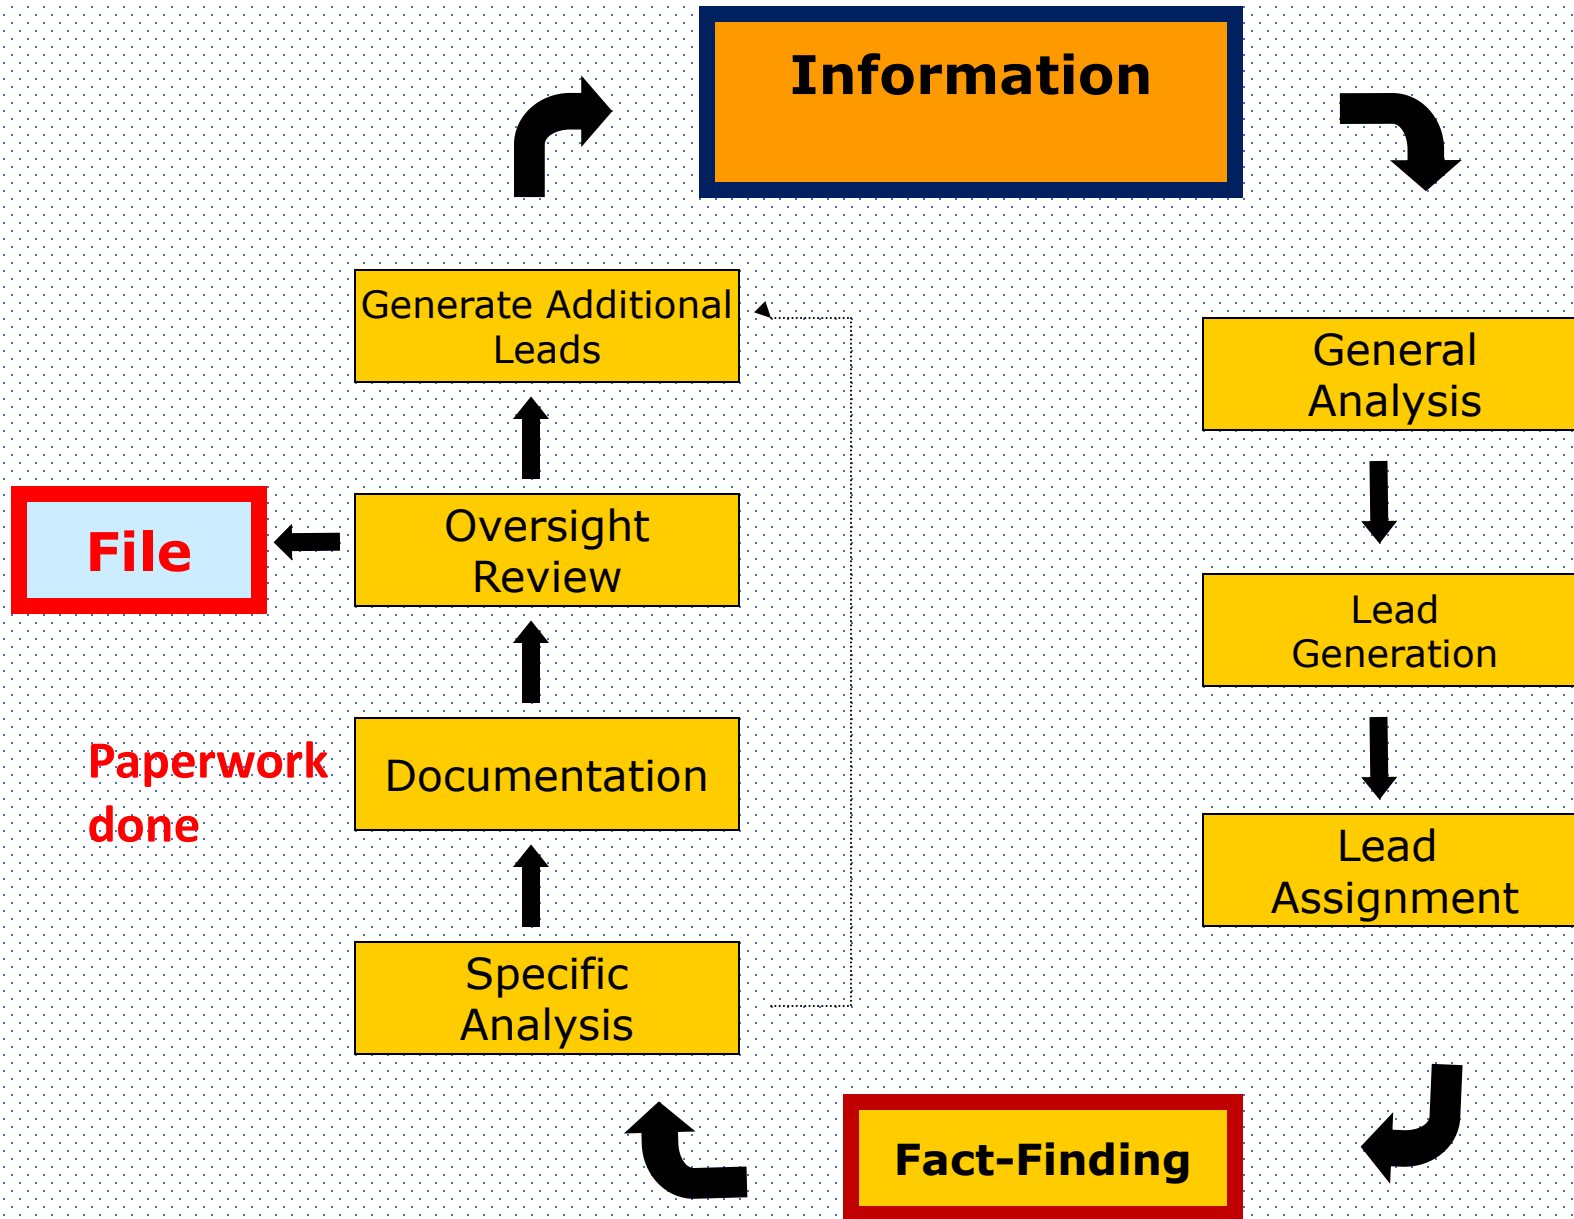 Information
Generate Additional
Leads
General
Analysis
File
Oversight
Review
Lead
Generation
Paperwork
done
Documentation
Lead
Assignment
Specific
Analysis
Fact-Finding